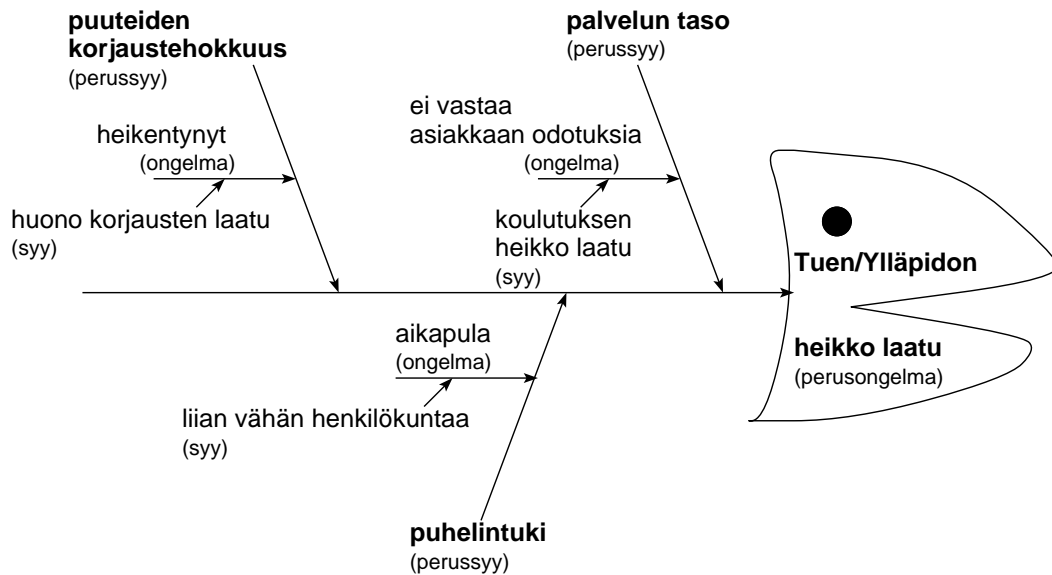 puuteiden
korjaustehokkuus
(perussyy)
palvelun taso
(perussyy)
heikentynyt
(ongelma)
ei vastaa
asiakkaan odotuksia
(ongelma)
huono korjausten laatu
(syy)
koulutuksen
heikko laatu
(syy)
Tuen/Ylläpidon
heikko laatu
(perusongelma)
aikapula
(ongelma)
liian vähän henkilökuntaa
(syy)
puhelintuki
(perussyy)